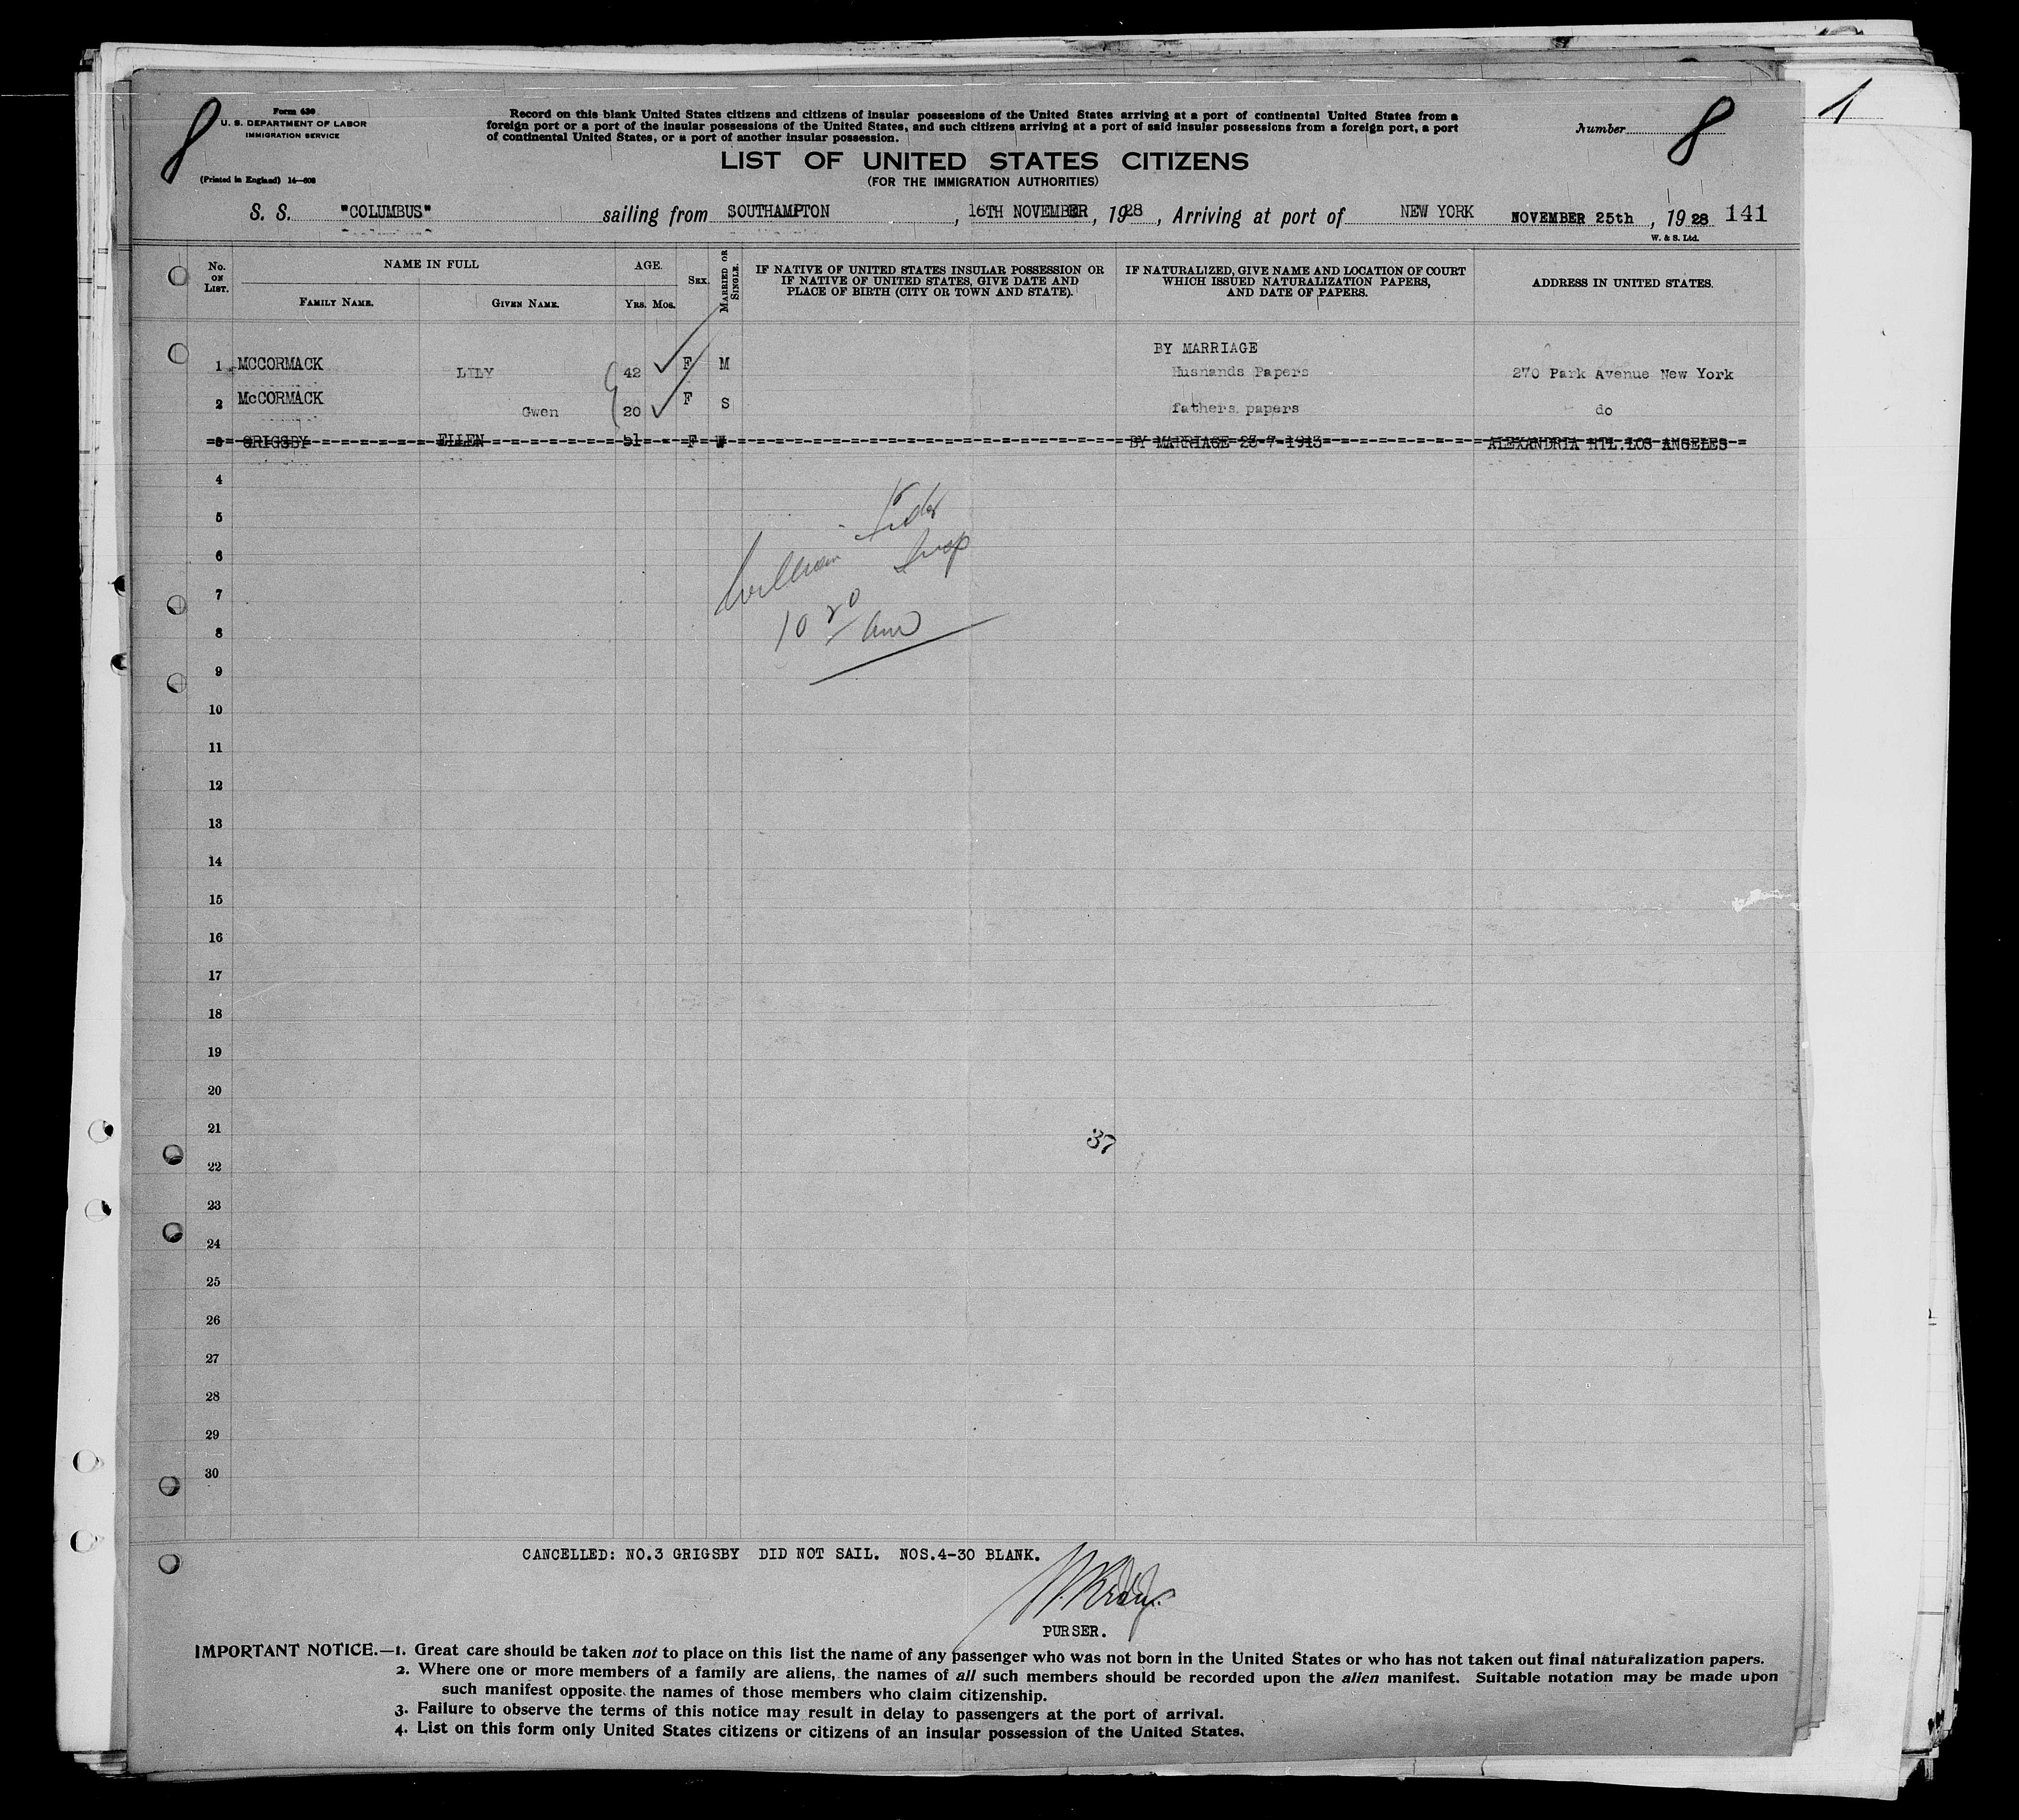 8
Form 630
U. S. DEPARTMENT OF LABOR
IMMIGRATION SERVICE
(Printed in England) 14—608
Record on this blank United States citizens and citizens of insular possessions of the United States arriving at a port of continental United States from a
foreign port or a port of the insular possessions of the United States, and such citizens arriving at a port of said insular possessions from a foreign port, a port
of continental United States, or a port of another insular possession.
Number 8
1
LIST OF UNITED STATES CITIZENS
(FOR THE IMMIGRATION AUTHORITIES)
S. S. "COLUMBUS" sailing from SOUTHAMPTON, 16TH NOVEMBER, 1928, Arriving at port of NEW YORK NOVEMBER 25th, 1928 141
W. & S. Ltd.
No. ON LIST.
NAME IN FULL
FAMILY NAME. GIVEN NAME.
AGE.
YRS. MOS.
SEX.
MARRIED OR SINGLE.
IF NATIVE OF UNITED STATES INSULAR POSSESSION OR
IF NATIVE OF UNITED STATES, GIVE DATE AND
PLACE OF BIRTH (CITY OR TOWN AND STATE).
IF NATURALIZED, GIVE NAME AND LOCATION OF COURT
WHICH ISSUED NATURALIZATION PAPERS,
AND DATE OF PAPERS.
ADDRESS IN UNITED STATES.
BY MARRIAGE
1 MCCORMACK LILY 42 F M Husnands Papers 270 Park Avenue New York
2 McCORMACK Gwen 20 F S fathers papers do
3 GRIGSBY ELLEN 51 F W BY MARRIAGE 23-7-1913 ALEXANDRIA HTL.LOS ANGELES
4
5
6
William
Insp
7
10 20 am
8
9
10
11
12
13
14
15
16
17
18
19
20
21
37
22
23
24
25
26
27
28
29
30
CANCELLED: NO.3 GRIGSBY DID NOT SAIL. NOS.4-30 BLANK.
PURSER.
IMPORTANT NOTICE.—1. Great care should be taken not to place on this list the name of any passenger who was not born in the United States or who has not taken out final naturalization papers.
2. Where one or more members of a family are aliens, the names of all such members should be recorded upon the alien manifest. Suitable notation may be made upon
such manifest opposite the names of those members who claim citizenship.
3. Failure to observe the terms of this notice may result in delay to passengers at the port of arrival.
4. List on this form only United States citizens or citizens of an insular possession of the United States.